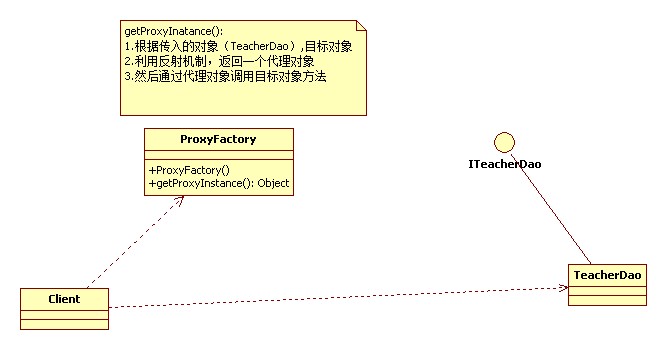 getProxyInatance():
1.根据传入的对象（TeacherDao）,目标对象
2.利用反射机制，返回一个代理对象
3.然后通过代理对象调用目标对象方法
ProxyFactory
+ProxyFactory()
+getProxyInstance(): Object
ITeacherDao
TeacherDao
Client